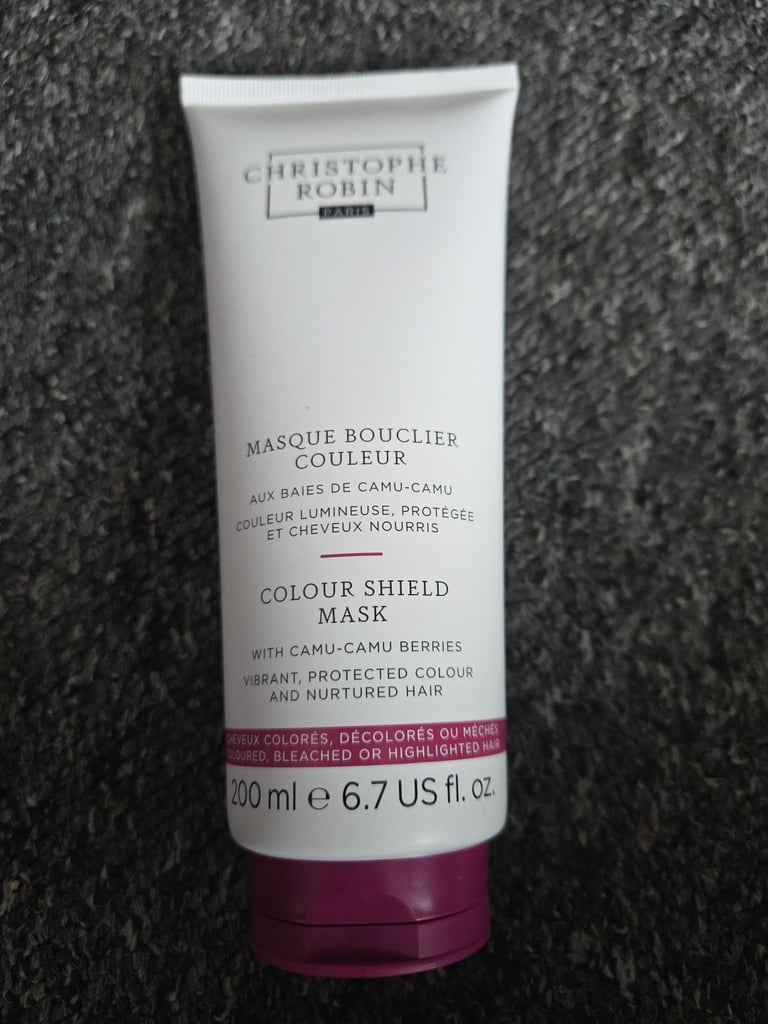 CHRISTOPHE
ROBIN
PARIS
MASQUE BOUCLIER
COULEUR
AUX BAIES DE CAMU-CAMU
COULEUR LUMINEUSE, PROTÉGÉE
ET CHEVEUX NOURRIS
COLOUR SHIELD
MASK
WITH CAMU-CAMU BERRIES
VIBRANT, PROTECTED COLOUR
AND NURTURED HAIR
CHEVEUX COLORÉS, DÉCOLORÉS OU MÉCHÉS
COLOURED, BLEACHED OR HIGHLIGHTED HAIR
200 ml e 6.7 US fl. oz.